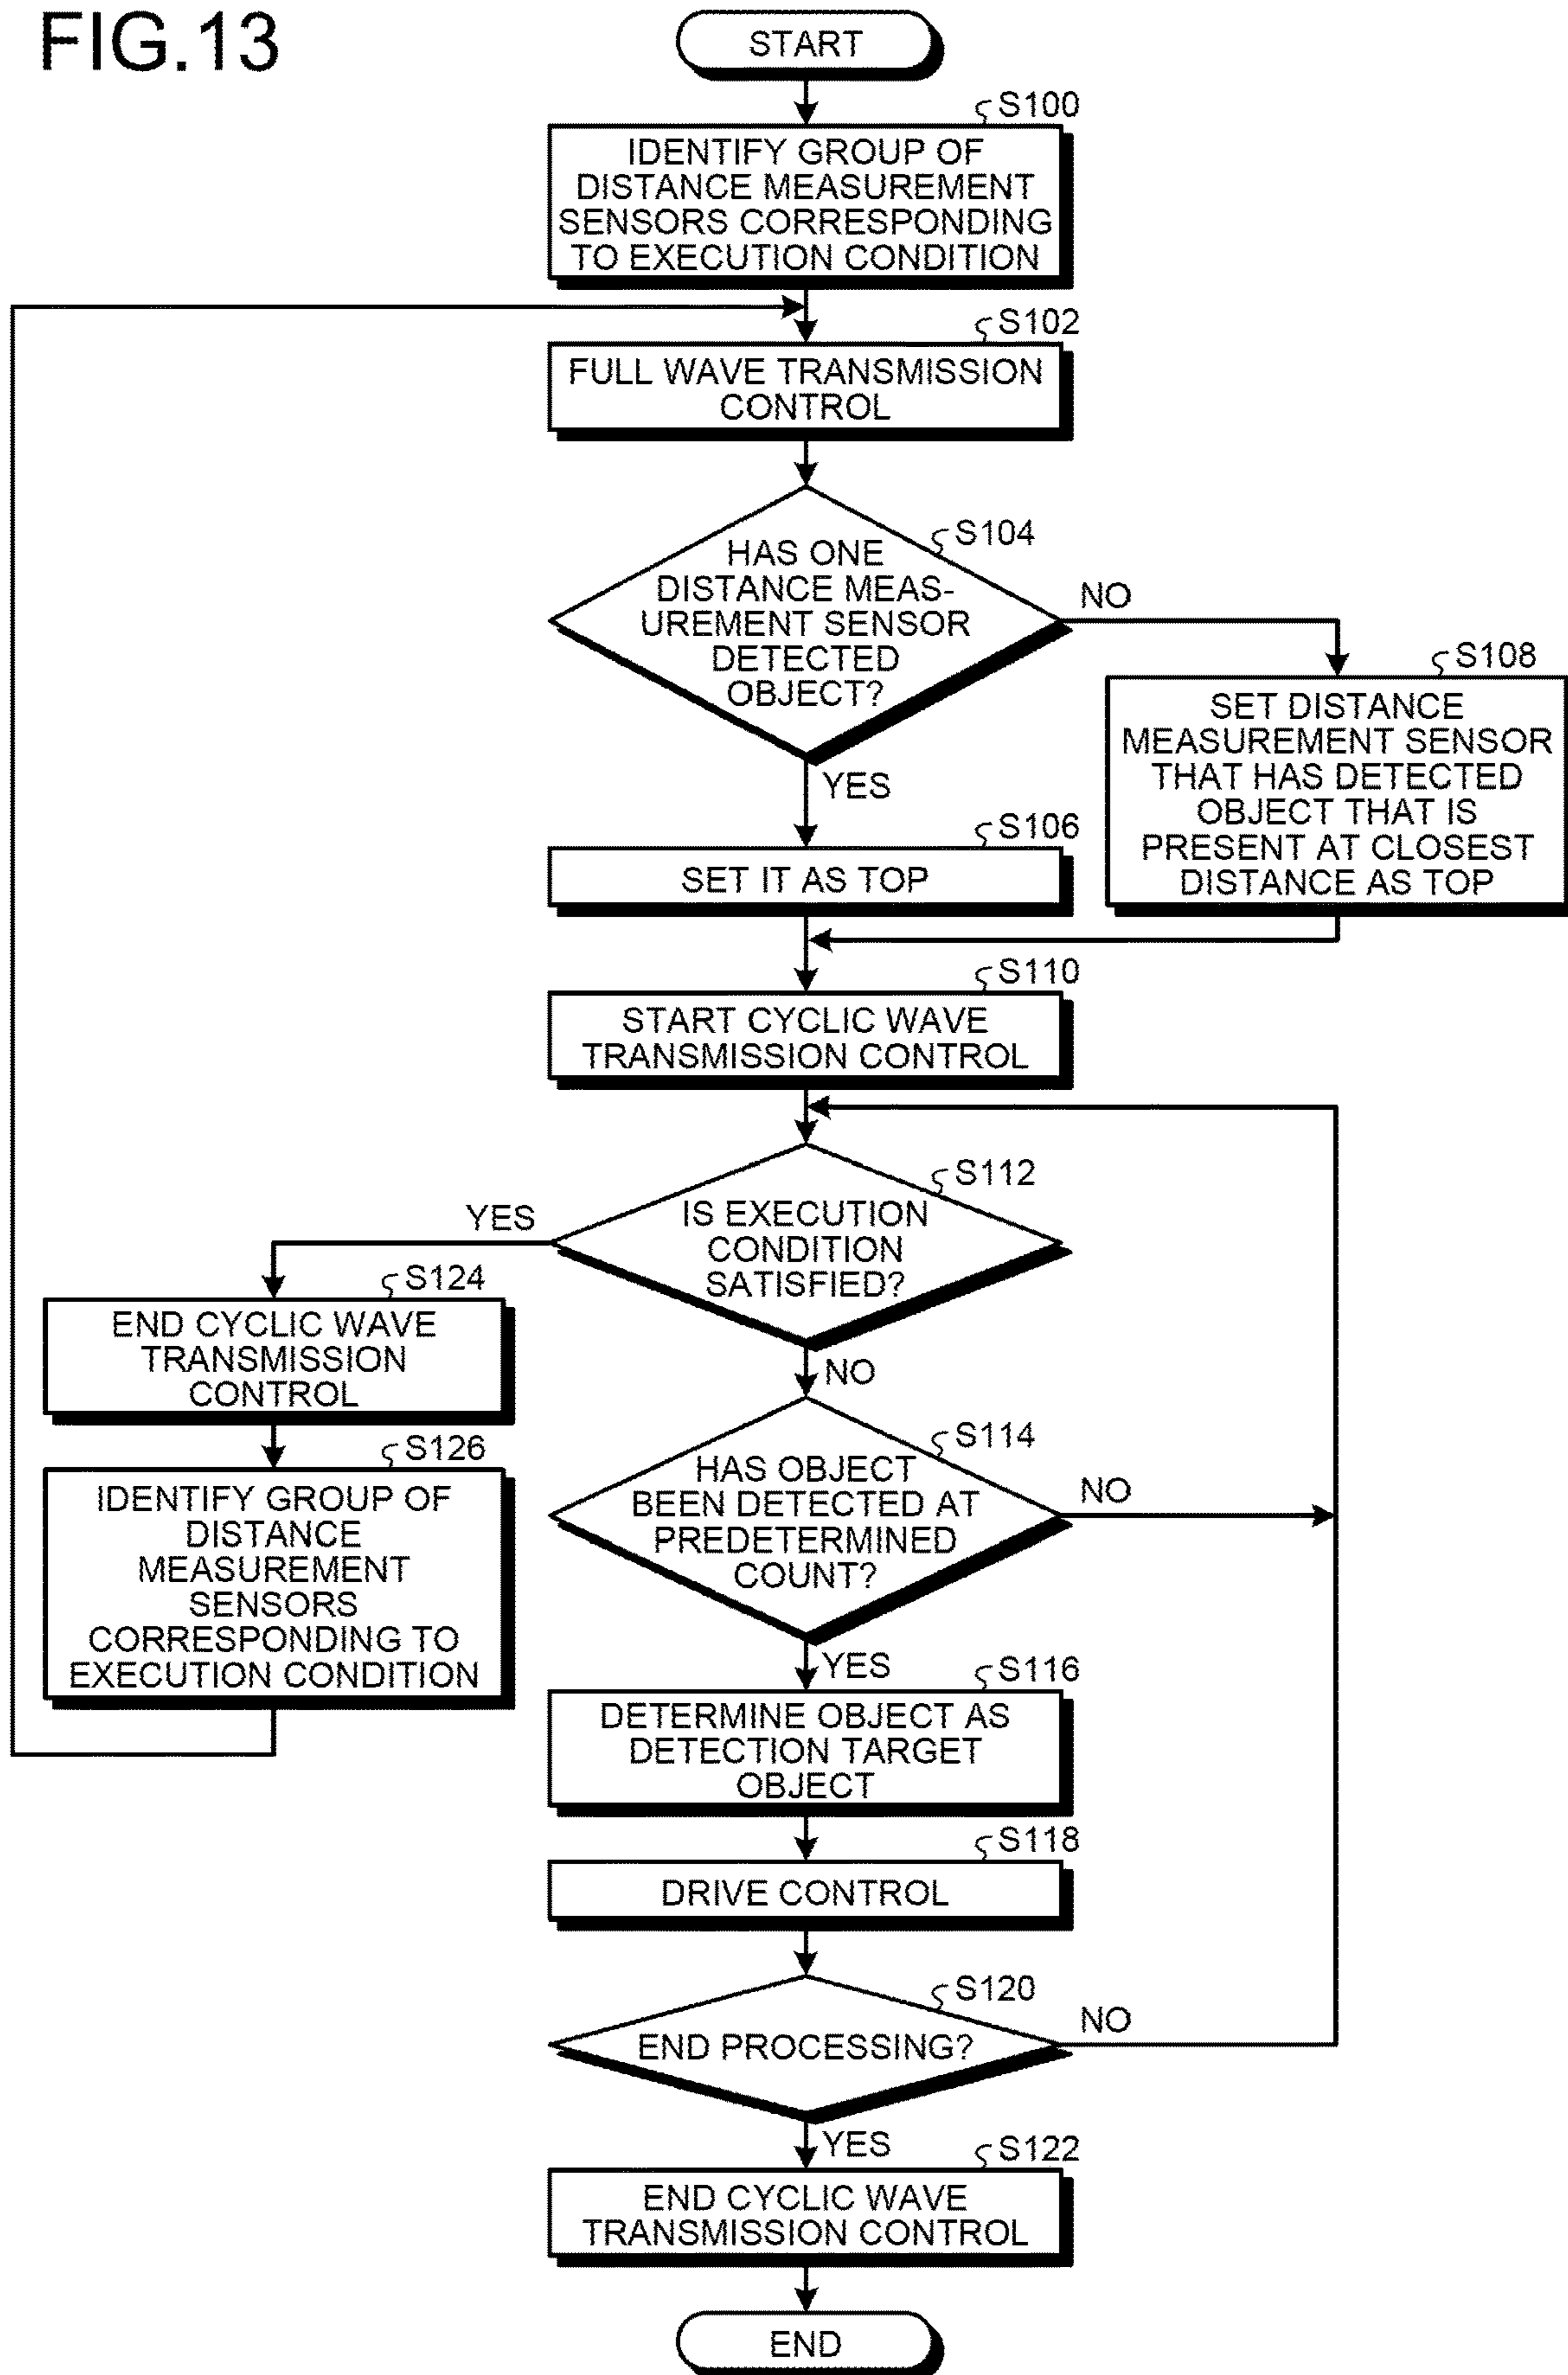 FIG.13
START
S100
IDENTIFY GROUP OF
DISTANCE MEASUREMENT
SENSORS CORRESPONDING
TO EXECUTION CONDITION
S102
FULL WAVE TRANSMISSION
CONTROL
S104
HAS ONE
DISTANCE MEAS-
UREMENT SENSOR
DETECTED
OBJECT?
NO
S108
SET DISTANCE
MEASUREMENT SENSOR
THAT HAS DETECTED
OBJECT THAT IS
PRESENT AT CLOSEST
DISTANCE AS TOP
YES
S106
SET IT AS TOP
S110
START CYCLIC WAVE
TRANSMISSION CONTROL
S112
IS EXECUTION
CONDITION
SATISFIED?
YES
S124
END CYCLIC WAVE
TRANSMISSION
CONTROL
S126
IDENTIFY GROUP OF
DISTANCE
MEASUREMENT
SENSORS
CORRESPONDING TO
EXECUTION CONDITION
NO
S114
HAS OBJECT
BEEN DETECTED AT
PREDETERMINED
COUNT?
NO
YES
S116
DETERMINE OBJECT AS
DETECTION TARGET
OBJECT
S118
DRIVE CONTROL
S120
END PROCESSING?
NO
YES
S122
END CYCLIC WAVE
TRANSMISSION CONTROL
END